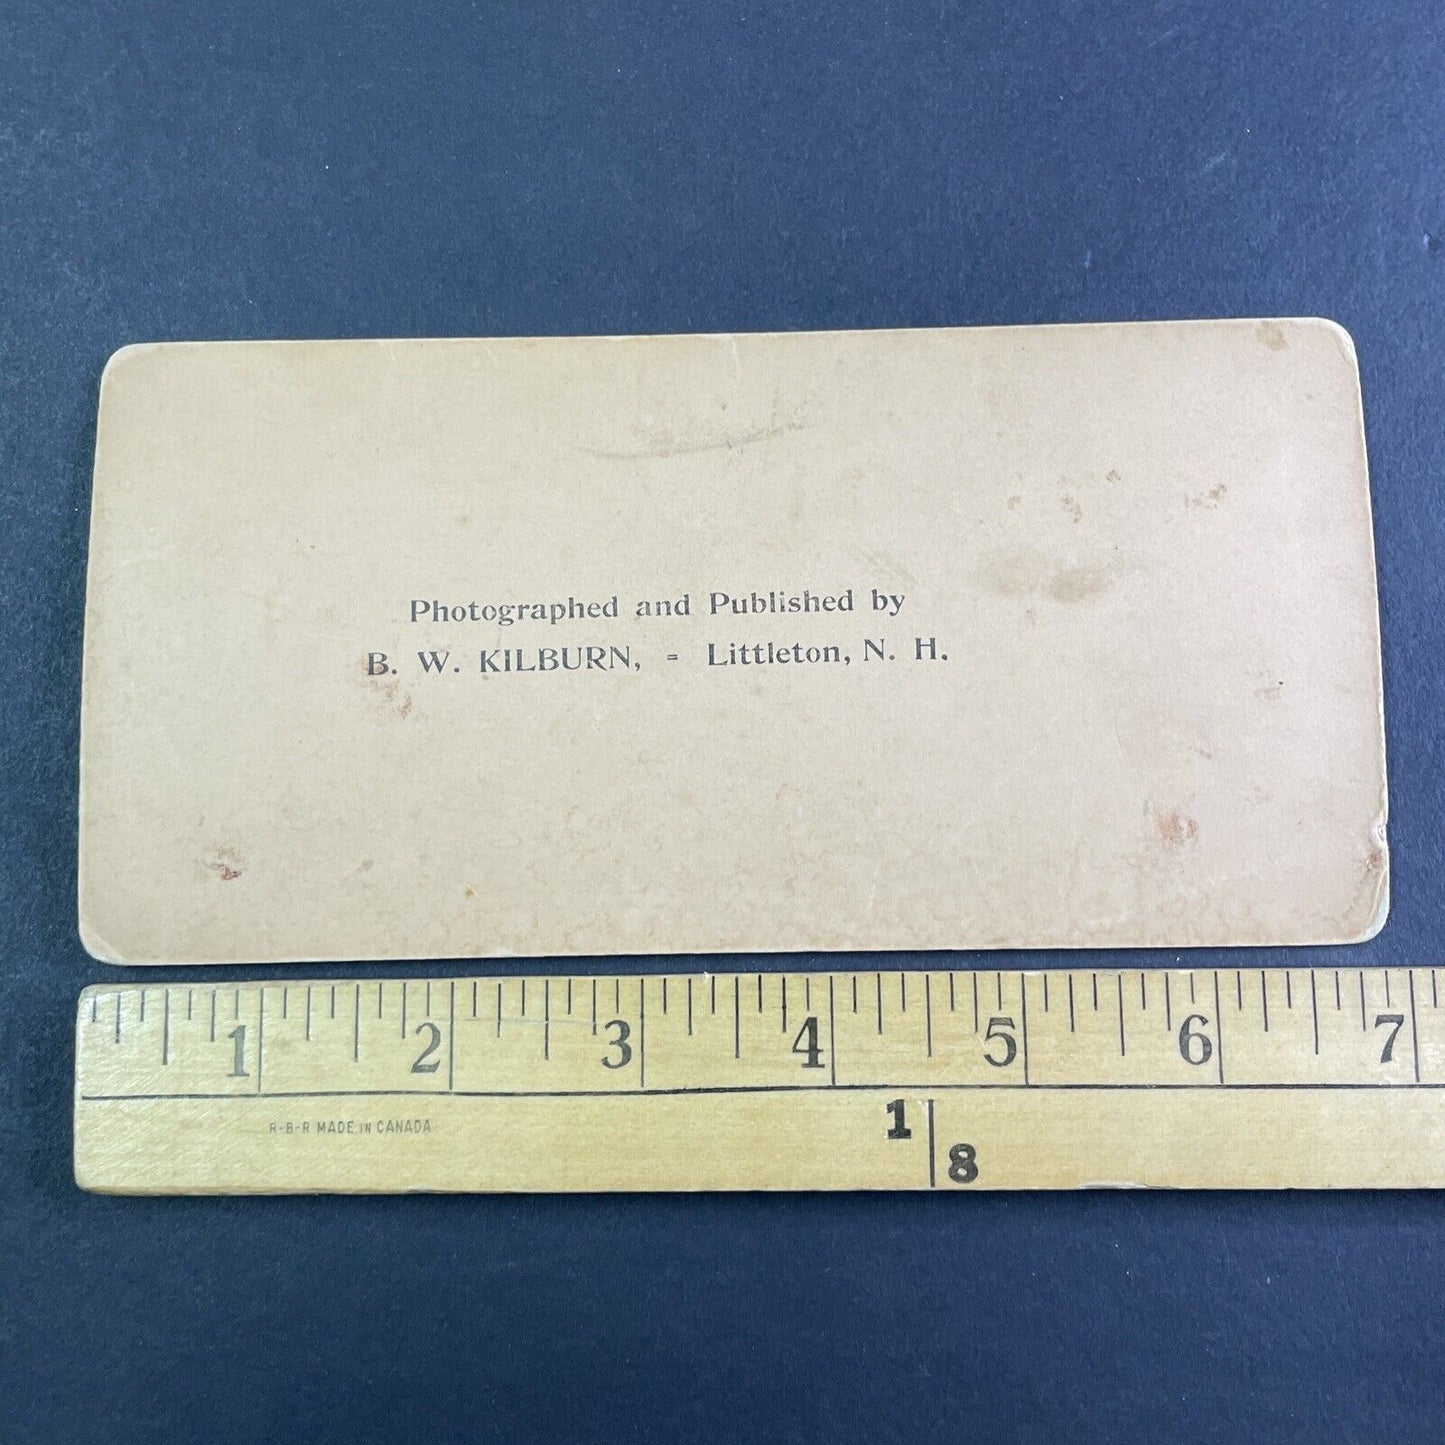 Photographed and Published by
B. W. KILBURN, = Littleton, N. H.
1 2 3 4 5 6 7
R-B-R MADE IN CANADA
1
8